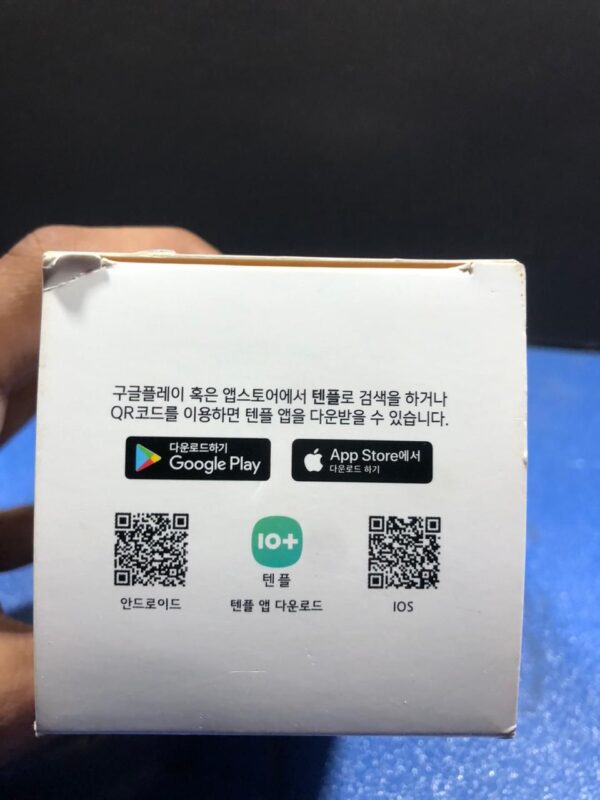 구글플레이 혹은 앱스토어에서 텐플로 검색을 하거나
QR코드를 이용하면 텐플 앱을 다운받을 수 있습니다.
다운로드하기
Google Play
App Store에서
다운로드 하기
10+
텐플
안드로이드
텐플 앱 다운로드
IOS